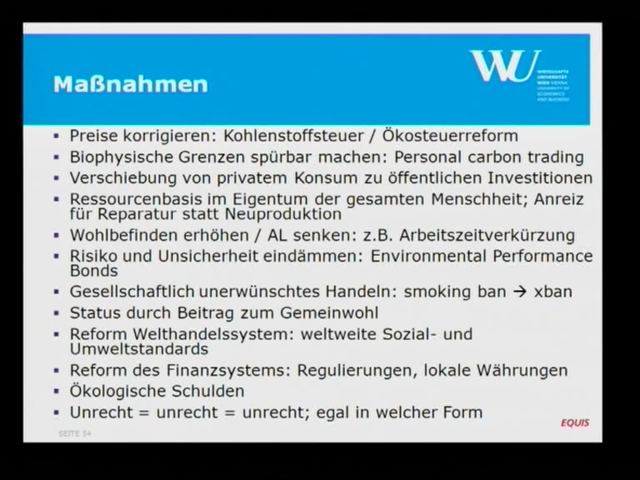 Maßnahmen
WU
WIRTSCHAFTS
UNIVERSITÄT
WIEN VIENNA
UNIVERSITY OF
ECONOMICS
AND BUSINESS
▪ Preise korrigieren: Kohlenstoffsteuer / Ökosteuerreform
▪ Biophysische Grenzen spürbar machen: Personal carbon trading
▪ Verschiebung von privatem Konsum zu öffentlichen Investitionen
▪ Ressourcenbasis im Eigentum der gesamten Menschheit; Anreiz
für Reparatur statt Neuproduktion
▪ Wohlbefinden erhöhen / AL senken: z.B. Arbeitszeitverkürzung
▪ Risiko und Unsicherheit eindämmen: Environmental Performance
Bonds
▪ Gesellschaftlich unerwünschtes Handeln: smoking ban → xban
▪ Status durch Beitrag zum Gemeinwohl
▪ Reform Welthandelssystem: weltweite Sozial- und
Umweltstandards
▪ Reform des Finanzsystems: Regulierungen, lokale Währungen
▪ Ökologische Schulden
▪ Unrecht = unrecht = unrecht; egal in welcher Form
SEITE 54
EQUIS